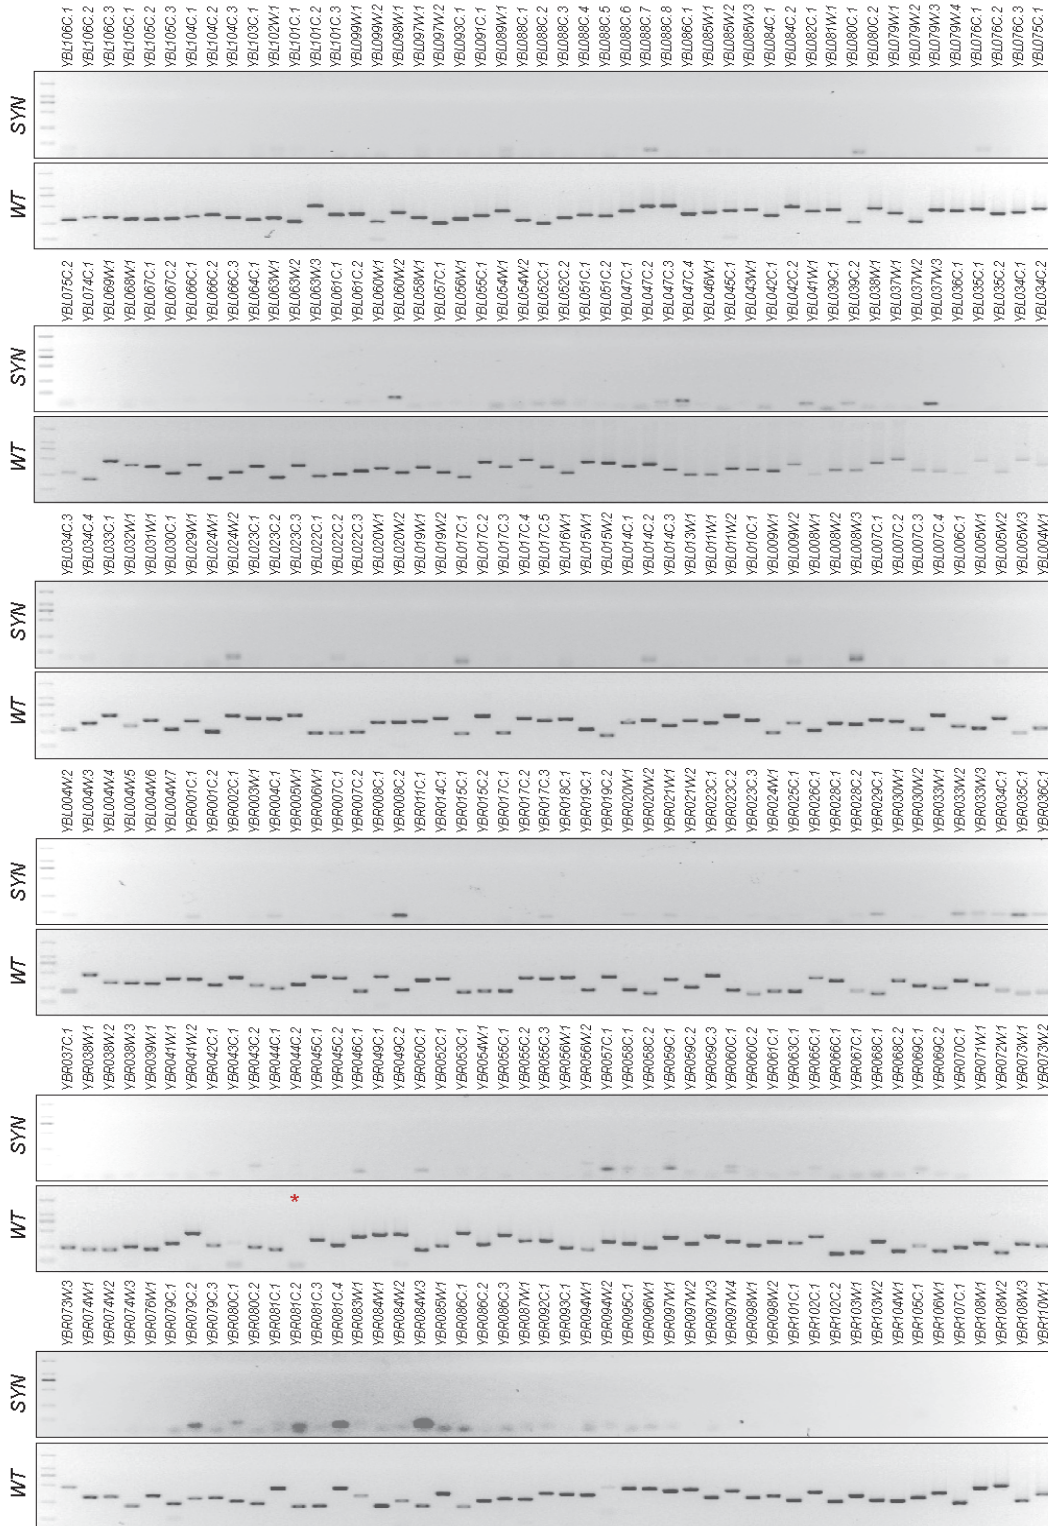 YBL106C.1 YBL106C.2 YBL106C.3 YBL105C.1 YBL105C.2 YBL105C.3 YBL104C.1 YBL104C.2 YBL104C.3 YBL103C.1 YBL102W.1 YBL101C.1 YBL101C.2 YBL101C.3 YBL099W.1 YBL099W.2 YBL098W.1 YBL097W.1 YBL097W.2 YBL093C.1 YBL091C.1 YBL089W.1 YBL088C.1 YBL088C.2 YBL088C.3 YBL088C.4 YBL088C.5 YBL088C.6 YBL088C.7 YBL088C.8 YBL086C.1 YBL085W.1 YBL085W.2 YBL085W.3 YBL084C.1 YBL084C.2 YBL082C.1 YBL081W.1 YBL080C.1 YBL080C.2 YBL079W.1 YBL079W.2 YBL079W.3 YBL079W.4 YBL076C.1 YBL076C.2 YBL076C.3 YBL075C.1
SYN
WT
YBL075C.2 YBL074C.1 YBL069W.1 YBL068W.1 YBL067C.1 YBL067C.2 YBL066C.1 YBL066C.2 YBL066C.3 YBL064C.1 YBL063W.1 YBL063W.2 YBL063W.3 YBL061C.1 YBL061C.2 YBL060W.1 YBL060W.2 YBL058W.1 YBL057C.1 YBL056W.1 YBL055C.1 YBL054W.1 YBL054W.2 YBL052C.1 YBL052C.2 YBL051C.1 YBL051C.2 YBL047C.1 YBL047C.2 YBL047C.3 YBL047C.4 YBL046W.1 YBL045C.1 YBL043W.1 YBL042C.1 YBL042C.2 YBL041W.1 YBL039C.1 YBL039C.2 YBL038W.1 YBL037W.1 YBL037W.2 YBL037W.3 YBL036C.1 YBL035C.1 YBL035C.2 YBL034C.1 YBL034C.2
SYN
WT
YBL034C.3 YBL034C.4 YBL033C.1 YBL032W.1 YBL031W.1 YBL030C.1 YBL029W.1 YBL024W.1 YBL024W.2 YBL023C.1 YBL023C.2 YBL023C.3 YBL022C.1 YBL022C.2 YBL022C.3 YBL020W.1 YBL020W.2 YBL019W.1 YBL019W.2 YBL017C.1 YBL017C.2 YBL017C.3 YBL017C.4 YBL017C.5 YBL016W.1 YBL015W.1 YBL015W.2 YBL014C.1 YBL014C.2 YBL014C.3 YBL013W.1 YBL011W.1 YBL011W.2 YBL010C.1 YBL009W.1 YBL009W.2 YBL008W.1 YBL008W.2 YBL008W.3 YBL007C.1 YBL007C.2 YBL007C.3 YBL007C.4 YBL006C.1 YBL005W.1 YBL005W.2 YBL005W.3 YBL004W.1
SYN
WT
YBL004W.2 YBL004W.3 YBL004W.4 YBL004W.5 YBL004W.6 YBL004W.7 YBR001C.1 YBR001C.2 YBR002C.1 YBR003W.1 YBR004C.1 YBR005W.1 YBR006W.1 YBR007C.1 YBR007C.2 YBR008C.1 YBR008C.2 YBR011C.1 YBR014C.1 YBR015C.1 YBR015C.2 YBR017C.1 YBR017C.2 YBR017C.3 YBR018C.1 YBR019C.1 YBR019C.2 YBR020W.1 YBR020W.2 YBR021W.1 YBR021W.2 YBR023C.1 YBR023C.2 YBR023C.3 YBR024W.1 YBR025C.1 YBR026C.1 YBR028C.1 YBR028C.2 YBR029C.1 YBR030W.1 YBR030W.2 YBR033W.1 YBR033W.2 YBR033W.3 YBR034C.1 YBR035C.1 YBR036C.1
SYN
WT
YBR037C.1 YBR038W.1 YBR038W.2 YBR038W.3 YBR039W.1 YBR041W.1 YBR041W.2 YBR042C.1 YBR043C.1 YBR043C.2 YBR044C.1 YBR044C.2 YBR045C.1 YBR045C.2 YBR046C.1 YBR049C.1 YBR049C.2 YBR050C.1 YBR052C.1 YBR053C.1 YBR054W.1 YBR055C.1 YBR055C.2 YBR055C.3 YBR056W.1 YBR056W.2 YBR057C.1 YBR058C.1 YBR058C.2 YBR059C.1 YBR059C.2 YBR059C.3 YBR060C.1 YBR060C.2 YBR061C.1 YBR063C.1 YBR065C.1 YBR066C.1 YBR067C.1 YBR068C.1 YBR068C.2 YBR069C.1 YBR069C.2 YBR070C.1 YBR071W.1 YBR072W.1 YBR073W.1 YBR073W.2
SYN
WT
*
YBR073W.3 YBR074W.1 YBR074W.2 YBR074W.3 YBR076W.1 YBR079C.1 YBR079C.2 YBR079C.3 YBR080C.1 YBR080C.2 YBR081C.1 YBR081C.2 YBR081C.3 YBR081C.4 YBR083W.1 YBR084W.1 YBR084W.2 YBR084W.3 YBR085W.1 YBR086C.1 YBR086C.2 YBR086C.3 YBR087W.1 YBR092C.1 YBR093C.1 YBR094W.1 YBR094W.2 YBR095C.1 YBR096W.1 YBR097W.1 YBR097W.2 YBR097W.3 YBR097W.4 YBR098W.1 YBR098W.2 YBR101C.1 YBR102C.1 YBR102C.2 YBR103W.1 YBR103W.2 YBR104W.1 YBR105C.1 YBR106W.1 YBR107C.1 YBR108W.1 YBR108W.2 YBR108W.3 YBR110W.1
SYN
WT